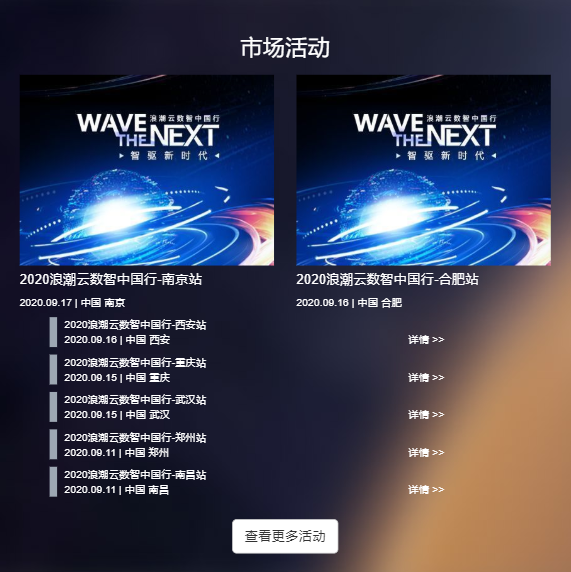 市场活动
WAVE 浪潮云数智中国行
THE NEXT
智驱新时代
WAVE 浪潮云数智中国行
THE NEXT
智驱新时代
2020浪潮云数智中国行-南京站
2020.09.17 | 中国 南京
2020浪潮云数智中国行-合肥站
2020.09.16 | 中国 合肥
2020浪潮云数智中国行-西安站
2020.09.16 | 中国 西安
详情 >>
2020浪潮云数智中国行-重庆站
2020.09.15 | 中国 重庆
详情 >>
2020浪潮云数智中国行-武汉站
2020.09.15 | 中国 武汉
详情 >>
2020浪潮云数智中国行-郑州站
2020.09.11 | 中国 郑州
详情 >>
2020浪潮云数智中国行-南昌站
2020.09.11 | 中国 南昌
详情 >>
查看更多活动